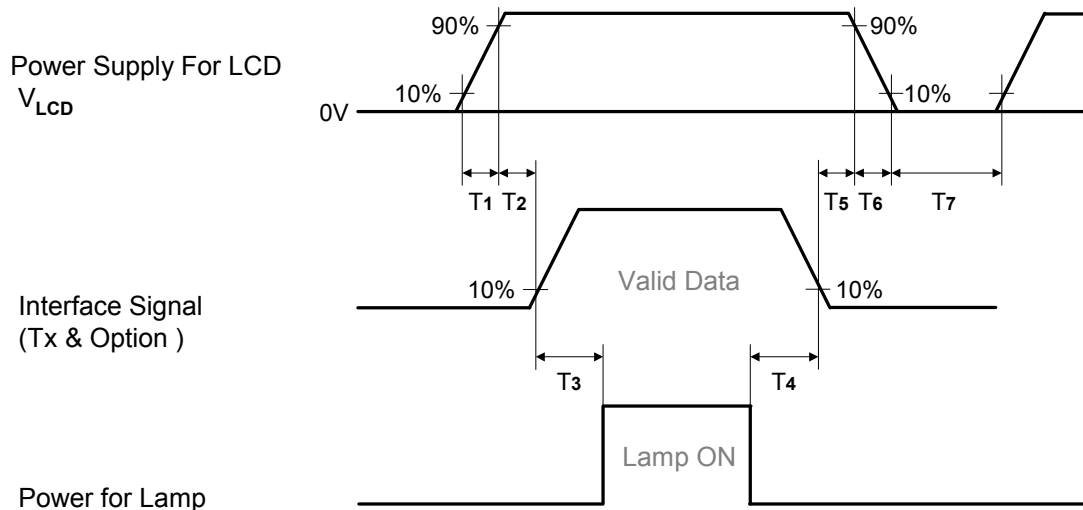 90%
90%
Power Supply For LCD
VLCD
10%
10%
0V
T1 T2
T5 T6 T7
Valid Data
10%
10%
Interface Signal
(Tx & Option )
T3
T4
Lamp ON
Power for Lamp